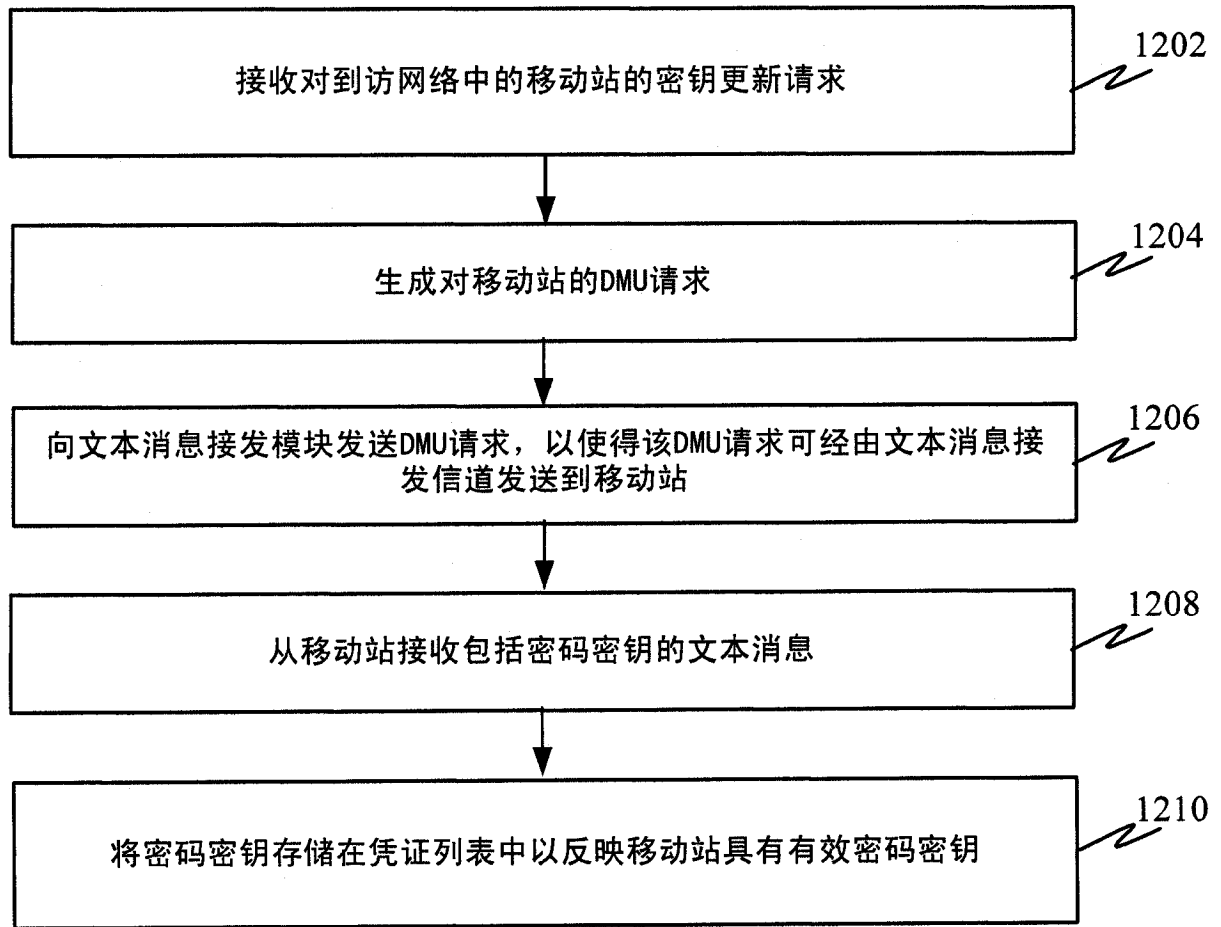 接收对到访网络中的移动站的密钥更新请求
1202
生成对移动站的DMU请求
1204
向文本消息接发模块发送DMU请求，以使得该DMU请求可经由文本消息接
发信道发送到移动站
1206
从移动站接收包括密码密钥的文本消息
1208
将密码密钥存储在凭证列表中以反映移动站具有有效密码密钥
1210